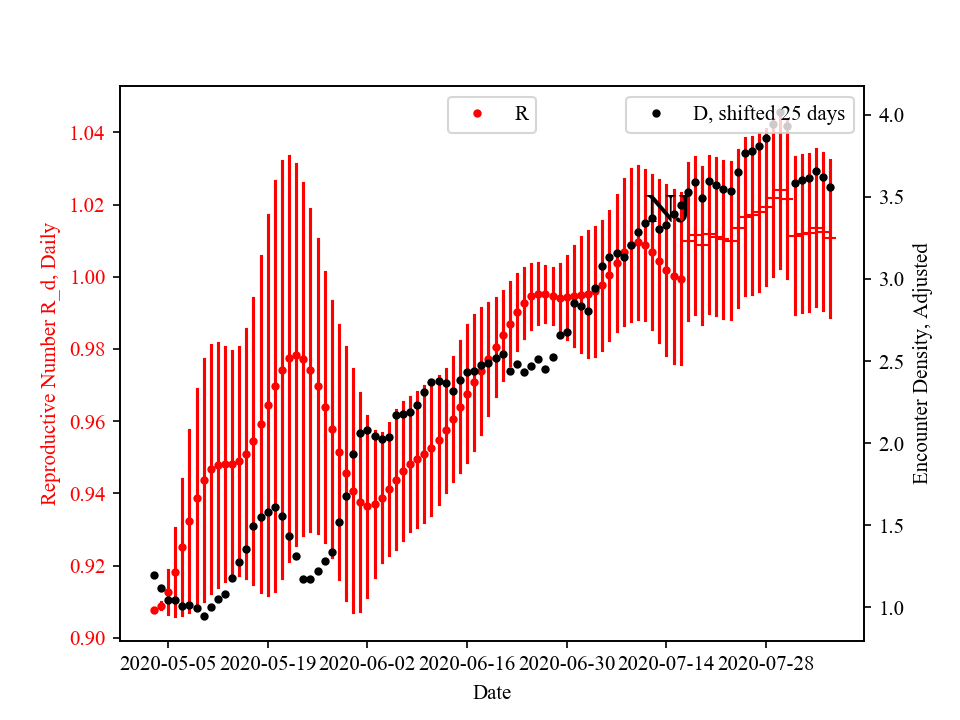 R
D, shifted 25 days
1.04
1.02
1.00
0.98
0.96
0.94
0.92
0.90
Reproductive Number R_d, Daily
4.0
3.5
3.0
2.5
2.0
1.5
1.0
Encounter Density, Adjusted
2020-05-05 2020-05-19 2020-06-02 2020-06-16 2020-06-30 2020-07-14 2020-07-28
Date